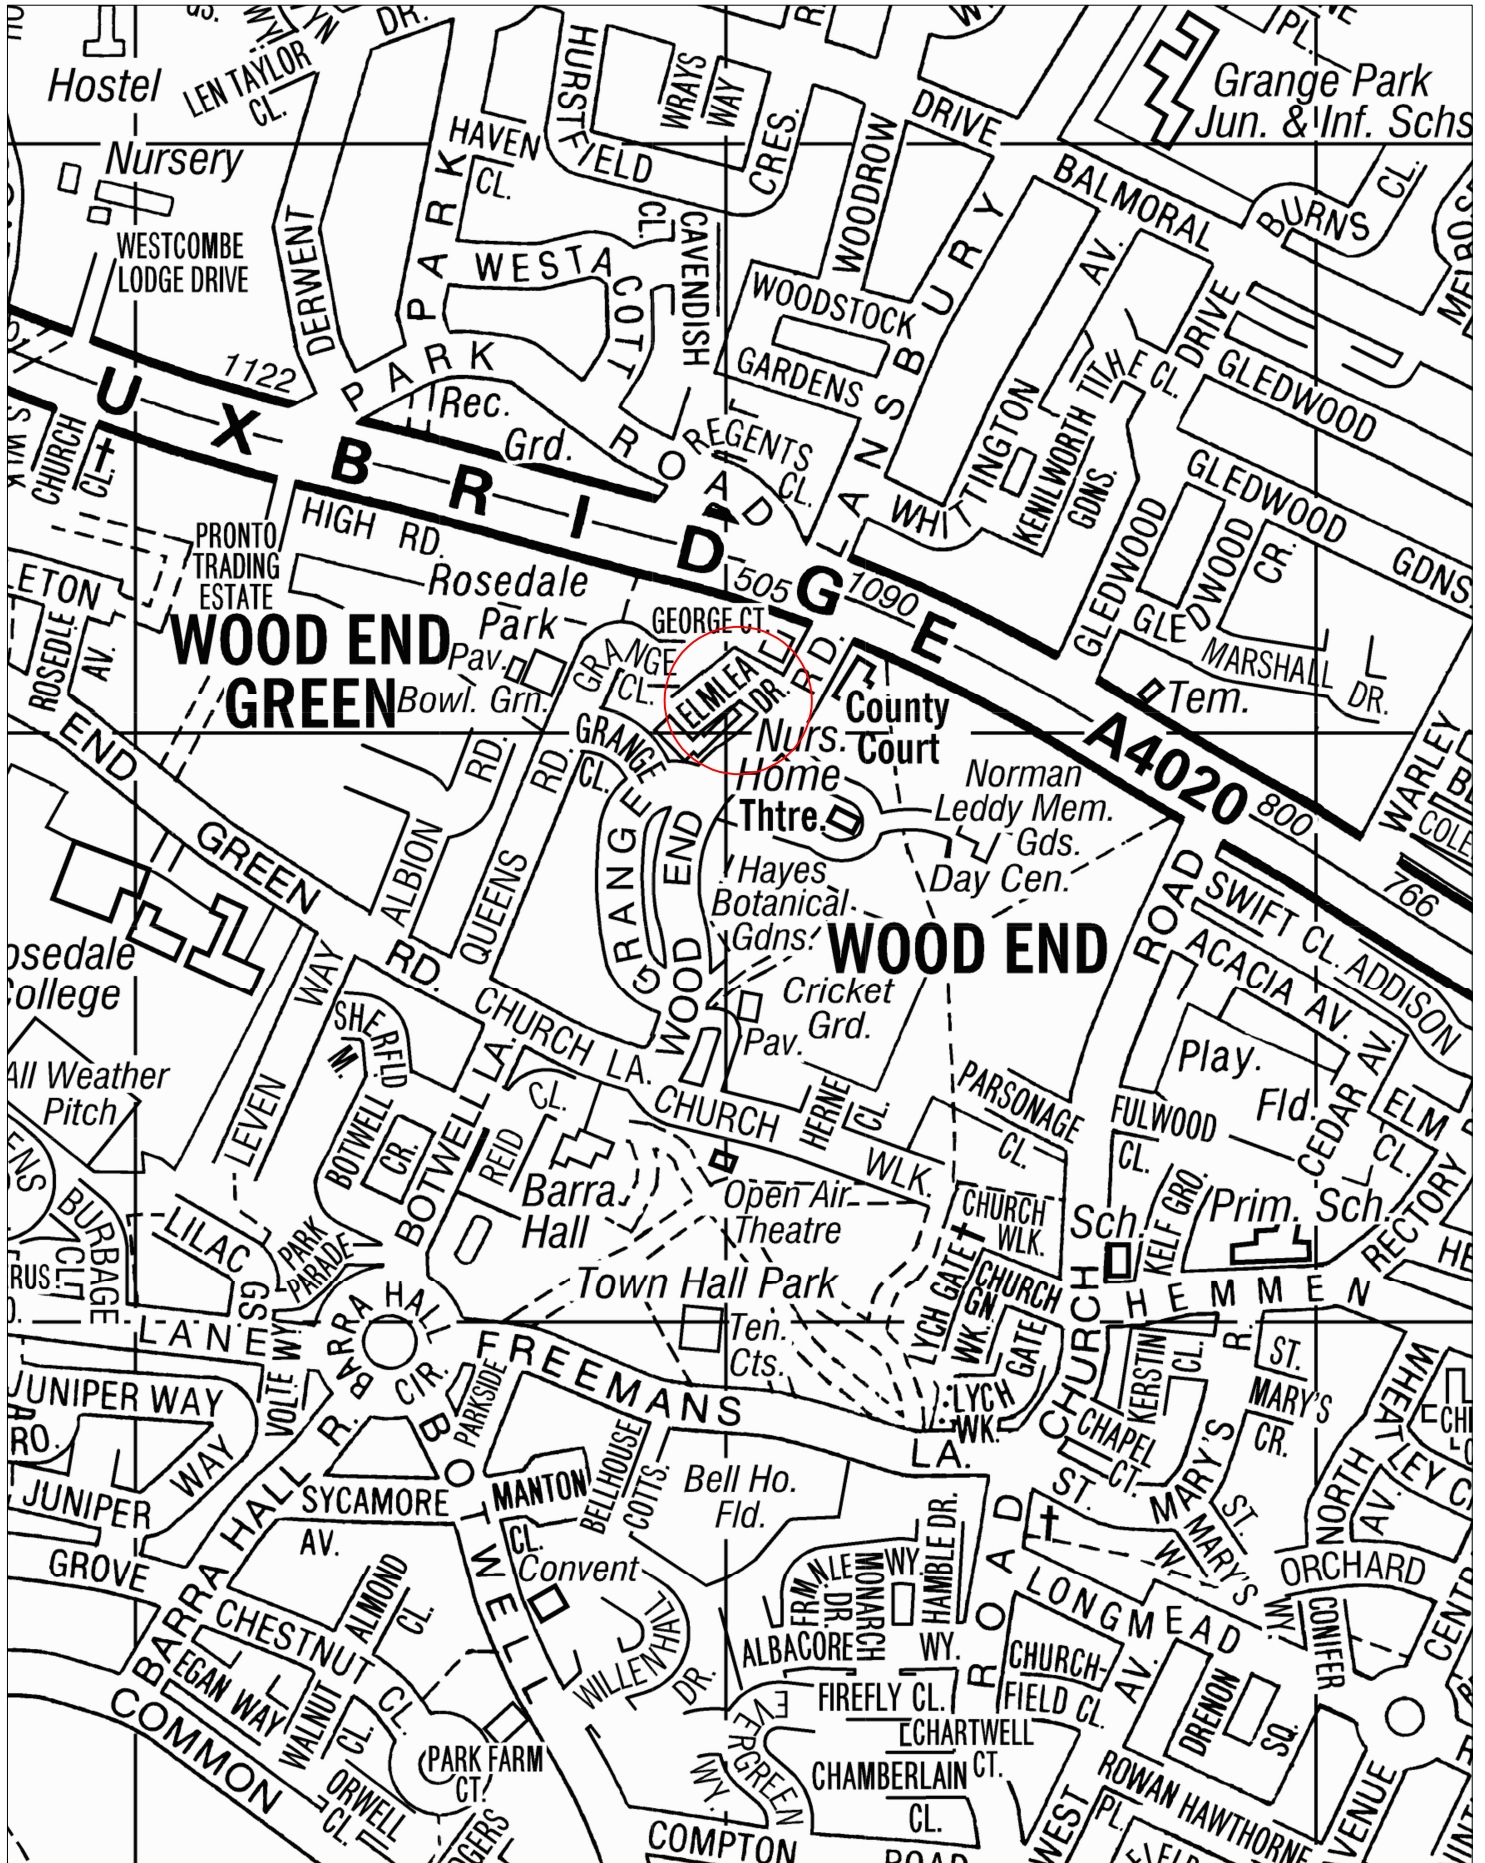 DR.
PL.
Hostel
LEN TAYLOR
CL.
HURSTFIELD
WRAYS
WAY
CRES.
DRIVE
Grange Park
Jun. & Inf. Schs
HAVEN
CL.
PARK
WOODROW
Nursery
BALMORAL
BURNS
CL.
WESTCOMBE
LODGE DRIVE
DERWENT
WESTACOTT
CL.
CAVENDISH
WOODSTOCK
GARDENS
LANSBURY
AV.
DRIVE
1122
PARK
ROAD
Rec.
Grd.
REGENTS
CL.
TITHE CL.
GLEDWOOD
UXBRIDGE
CHURCH
CL.
HIGH RD.
WHITTINGTON
KENILWORTH
GDNS.
GLEDWOOD
GDNS.
GLEDWOOD
GLEDWOOD
CR.
PRONTO
TRADING
ESTATE
Rosedale
Park
505
1090
GEORGE CT.
ROSEDLE
AV.
WOOD END
GREEN
Pav.
Bowl. Grn.
GRANGE
CL.
ELMLEA
DR.
RD.
County
Court
MARSHALL
DR.
Tem.
A4020
800
766
WARLEY
END
GREEN
RD.
RD.
RD.
GRANGE
CL.
Nurs.
Home
Thtre.
Norman
Leddy Mem.
Gds.
Day Cen.
ALBION
QUEENS
GRANGE
WOOD END
Hayes
Botanical
Gdns.
WOOD END
ROAD
SWIFT CL.
ACACIA AV.
ADDISON
WAY
LEVEN
SHERFLD
M.
CHURCH LA.
Cricket
Grd.
Pav.
Play.
Fld.
CEDAR AV.
ELM
CL.
All Weather
Pitch
BOTWELL
CR.
BOTWELL LA.
CL.
REID
CHURCH
WLK.
HERNE
CL.
PARSONAGE
CL.
FULWOOD
CL.
Barra
Hall
Open Air
Theatre
CHURCH
WLK.
Sch.
KELF GRO.
Prim. Sch.
RECTORY
BURBAGE
CL.
LILAC
GS.
PARK
PARADE
Town Hall Park
LYCH GATE
WK.
CHURCH
GN
HEMMEN
LANE
BARRA HALL
CIR.
FREEMANS
LA.
Ten.
Cts.
GATE
LYCH
WK.
CHURCH
KERSTIN
CL.
R.
ST.
MARY'S
CR.
WHEATLEY
JUNIPER WAY
VOLTE WY.
PARKSIDE
BOTWELL
BELLHOUSE
COTTS.
MANTON
CL.
Bell Ho.
Fld.
CHAPEL
CT.
ST.
MARY'S
ST.
MARY'S
W.
WY.
NORTH
AV.
WAY
JUNIPER
GROVE
BARRA HALL
R.
SYCAMORE
AV.
Convent
HAMBLE DR.
WY.
MONARCH
DR.
ROAD
ORCHARD
ALMOND
CL.
CHESTNUT
CL.
WILLENHALL
DR.
ALBACORE
WY.
LONGMEAD
AV.
CONIFER
EGAN WAY
WALNUT
CL.
FIREFLY CL.
CHURCH-
FIELD CL.
DRENON
SQ.
COMMON
ORWELL
CL.
PARK FARM
CT.
EVERGREEN
WY.
CHARTWELL
CT.
CHAMBERLAIN
CL.
WEST
ROWAN
PL.
HAWTHORNE
COMPTON